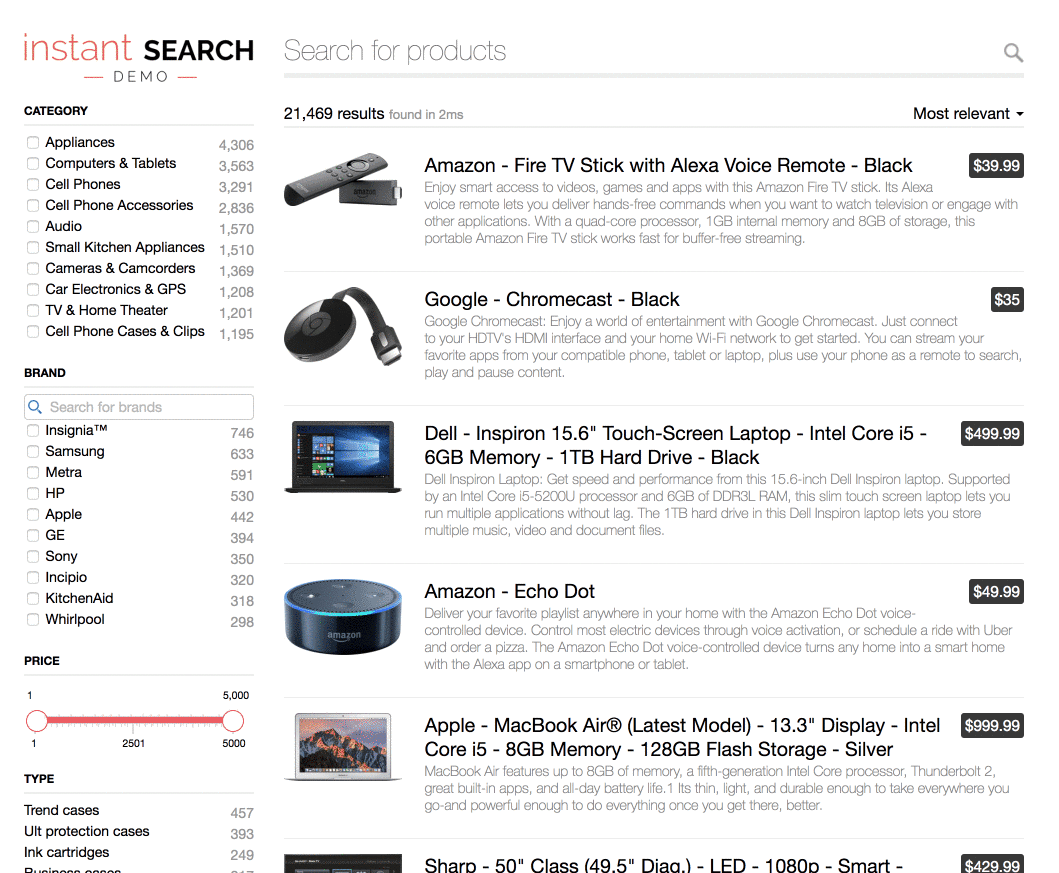 instant SEARCH
DEMO
Search for products
21,469 results found in 2ms
Most relevant
CATEGORY
Appliances 4,306
Computers & Tablets 3,563
Cell Phones 3,291
Cell Phone Accessories 2,836
Audio 1,570
Small Kitchen Appliances 1,510
Cameras & Camcorders 1,369
Car Electronics & GPS 1,208
TV & Home Theater 1,201
Cell Phone Cases & Clips 1,195
BRAND
Search for brands
Insignia™ 746
Samsung 633
Metra 591
HP 530
Apple 442
GE 394
Sony 350
Incipio 320
KitchenAid 318
Whirlpool 298
PRICE
1 5,000
1 2501 5000
TYPE
Trend cases 457
Ult protection cases 393
Ink cartridges 249
Business cases
Amazon - Fire TV Stick with Alexa Voice Remote - Black $39.99
Enjoy smart access to videos, games and apps with this Amazon Fire TV stick. Its Alexa
voice remote lets you deliver hands-free commands when you want to watch television or engage with
other applications. With a quad-core processor, 1GB internal memory and 8GB of storage, this
portable Amazon Fire TV stick works fast for buffer-free streaming.
amazon
Google - Chromecast - Black $35
Google Chromecast: Enjoy a world of entertainment with Google Chromecast. Just connect
to your HDTV's HDMI interface and your home Wi-Fi network to get started. You can stream your
favorite apps from your compatible phone, tablet or laptop, plus use your phone as a remote to search,
play and pause content.
Dell - Inspiron 15.6" Touch-Screen Laptop - Intel Core i5 - $499.99
6GB Memory - 1TB Hard Drive - Black
Dell Inspiron Laptop: Get speed and performance from this 15.6-inch Dell Inspiron laptop. Supported
by an Intel Core i5-5200U processor and 6GB of DDR3L RAM, this slim touch screen laptop lets you
run multiple applications without lag. The 1TB hard drive in this Dell Inspiron laptop lets you store
multiple music, video and document files.
Amazon - Echo Dot $49.99
Deliver your favorite playlist anywhere in your home with the Amazon Echo Dot voice-
controlled device. Control most electric devices through voice activation, or schedule a ride with Uber
and order a pizza. The Amazon Echo Dot voice-controlled device turns any home into a smart home
with the Alexa app on a smartphone or tablet.
amazon
Apple - MacBook Air® (Latest Model) - 13.3" Display - Intel $999.99
Core i5 - 8GB Memory - 128GB Flash Storage - Silver
MacBook Air features up to 8GB of memory, a fifth-generation Intel Core processor, Thunderbolt 2,
great built-in apps, and all-day battery life.1 Its thin, light, and durable enough to take everywhere you
go-and powerful enough to do everything once you get there, better.
Sharp - 50" Class (49.5" Diag.) - LED - 1080p - Smart - $429.99